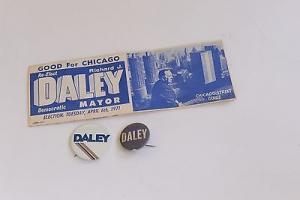 GOOD For CHICAGO
Re-Elect Richard J.
DALEY
Democratic MAYOR
ELECTION, TUESDAY, APRIL 6th, 1971
DALEY
DALEY